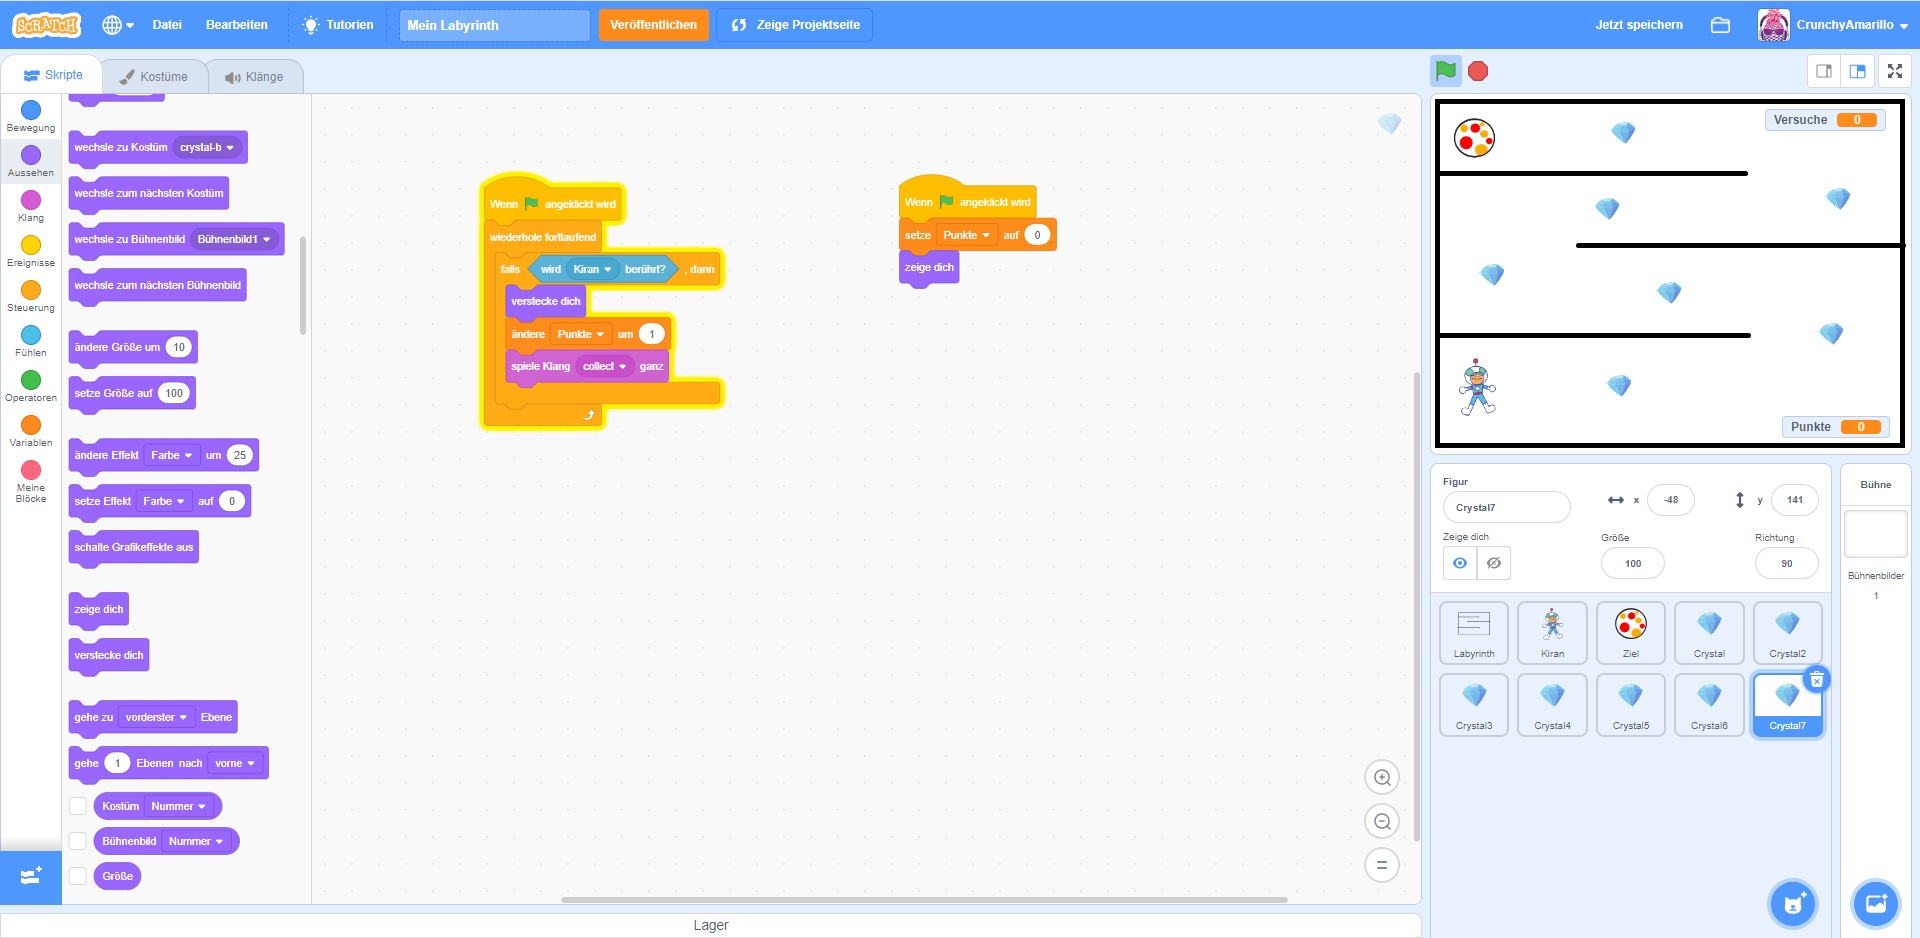 SCRATCH
Datei
Bearbeiten
Tutorien
Mein Labyrinth
Veröffentlichen
Zeige Projektseite
Jetzt speichern
CrunchyAmarillo
Skripte
Kostüme
Klänge
Bewegung
Aussehen
Klang
Ereignisse
Steuerung
Fühlen
Operatoren
Variablen
Meine
Blöcke
wechsle zu Kostüm crystal-b
wechsle zum nächsten Kostüm
wechsle zu Bühnenbild Bühnenbild1
wechsle zum nächsten Bühnenbild
ändere Größe um 10
setze Größe auf 100
ändere Effekt Farbe um 25
setze Effekt Farbe auf 0
schalte Grafikeffekte aus
zeige dich
verstecke dich
gehe zu vorderster Ebene
gehe 1 Ebenen nach vorne
Kostüm Nummer
Bühnenbild Nummer
Größe
Wenn angeklickt wird
wiederhole fortlaufend
falls wird Kiran berührt? , dann
verstecke dich
ändere Punkte um 1
spiele Klang collect ganz
Wenn angeklickt wird
setze Punkte auf 0
zeige dich
Lager
Versuche 0
Punkte 0
Figur
Crystal7
x -48
y 141
Zeige dich
Größe
100
Richtung
90
Labyrinth
Kiran
Ziel
Crystal
Crystal2
Crystal3
Crystal4
Crystal5
Crystal6
Crystal7
Bühne
Bühnenbilder
1